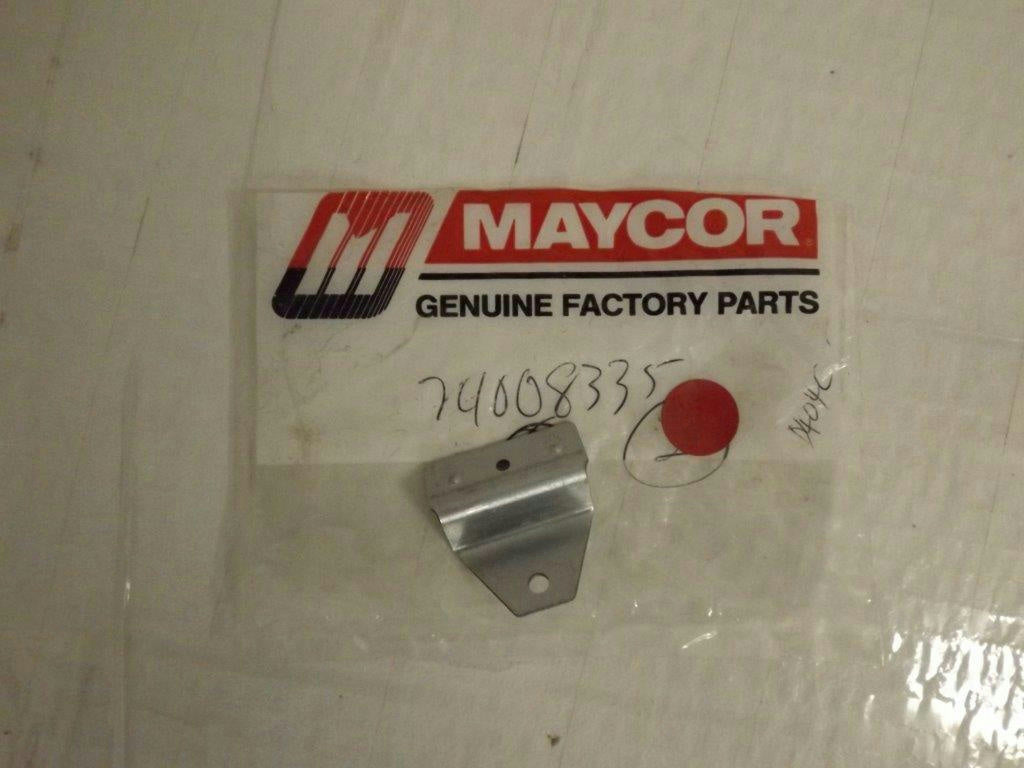 MAYCOR
GENUINE FACTORY PARTS
74008335